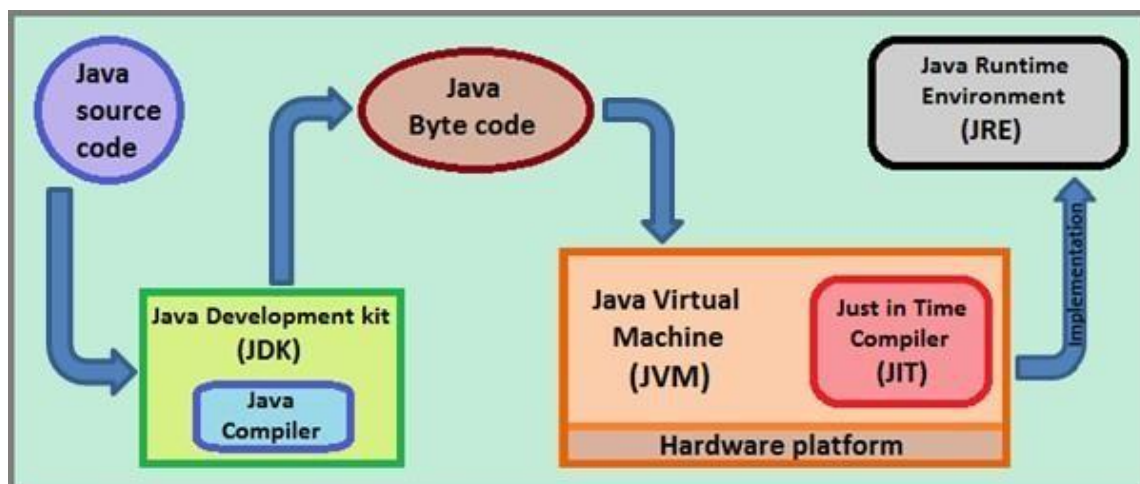 Java
source
code
Java
Byte code
Java Runtime
Environment
(JRE)
Java Development kit
(JDK)
Java
Compiler
Java Virtual
Machine
(JVM)
Just in Time
Compiler
(JIT)
Hardware platform
Implementation